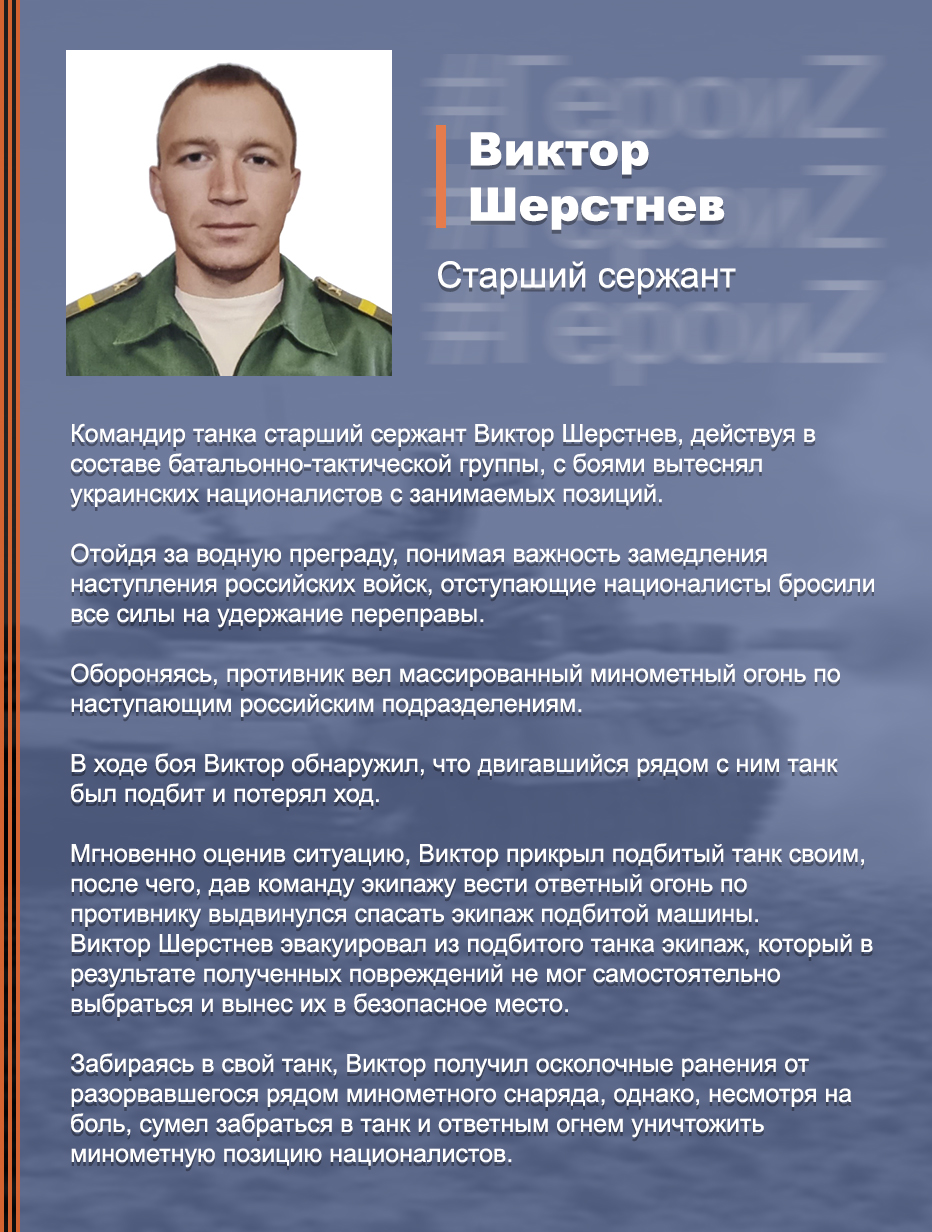 #ГероиZ
#ГероиZ
#ГероиZ
Виктор
Шерстнев
Старший сержант
Командир танка старший сержант Виктор Шерстнев, действуя в
составе батальонно-тактической группы, с боями вытеснял
украинских националистов с занимаемых позиций.
Отойдя за водную преграду, понимая важность замедления
наступления российских войск, отступающие националисты бросили
все силы на удержание переправы.
Обороняясь, противник вел массированный минометный огонь по
наступающим российским подразделениям.
В ходе боя Виктор обнаружил, что двигавшийся рядом с ним танк
был подбит и потерял ход.
Мгновенно оценив ситуацию, Виктор прикрыл подбитый танк своим,
после чего, дав команду экипажу вести ответный огонь по
противнику выдвинулся спасать экипаж подбитой машины.
Виктор Шерстнев эвакуировал из подбитого танка экипаж, который в
результате полученных повреждений не мог самостоятельно
выбраться и вынес их в безопасное место.
Забираясь в свой танк, Виктор получил осколочные ранения от
разорвавшегося рядом минометного снаряда, однако, несмотря на
боль, сумел забраться в танк и ответным огнем уничтожить
минометную позицию националистов.